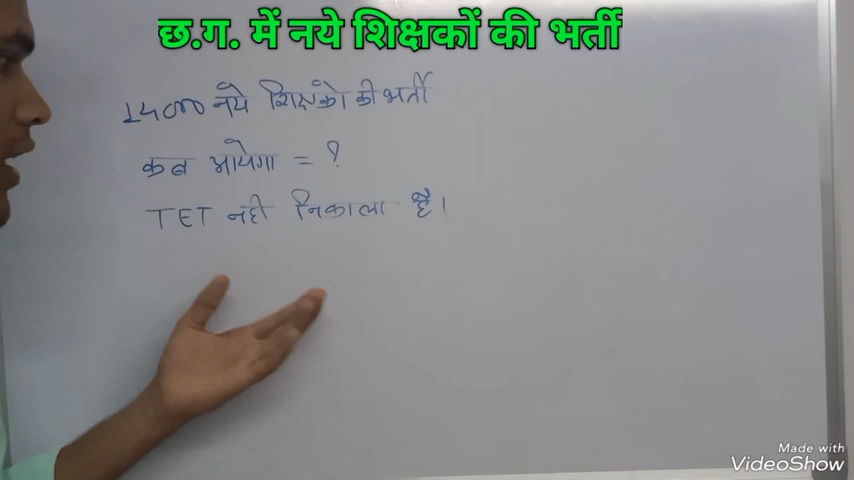 छ.ग. में नये शिक्षकों की भर्ती
14000 नये शिक्षकों की भर्ती
कब आयेगा = ?
TET नही निकाला है।
Made with
VideoShow